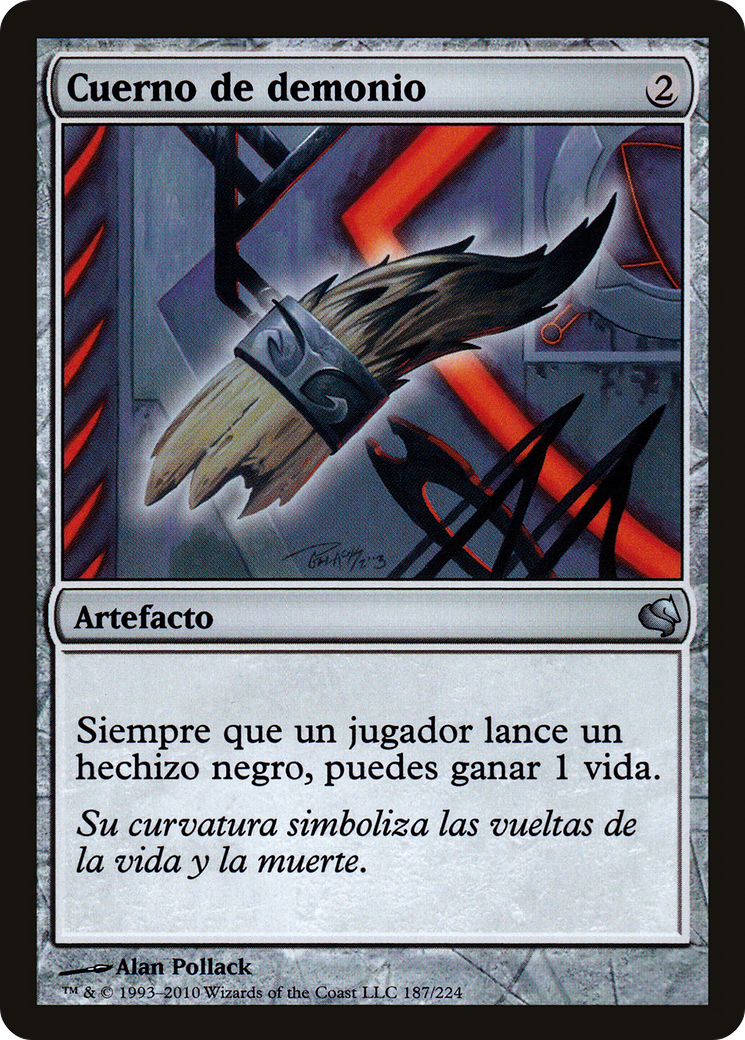 Cuerno de demonio
2
Artefacto
Siempre que un jugador lance un
hechizo negro, puedes ganar 1 vida.
Su curvatura simboliza las vueltas de
la vida y la muerte.
Alan Pollack
™ & © 1993–2010 Wizards of the Coast LLC 187/224